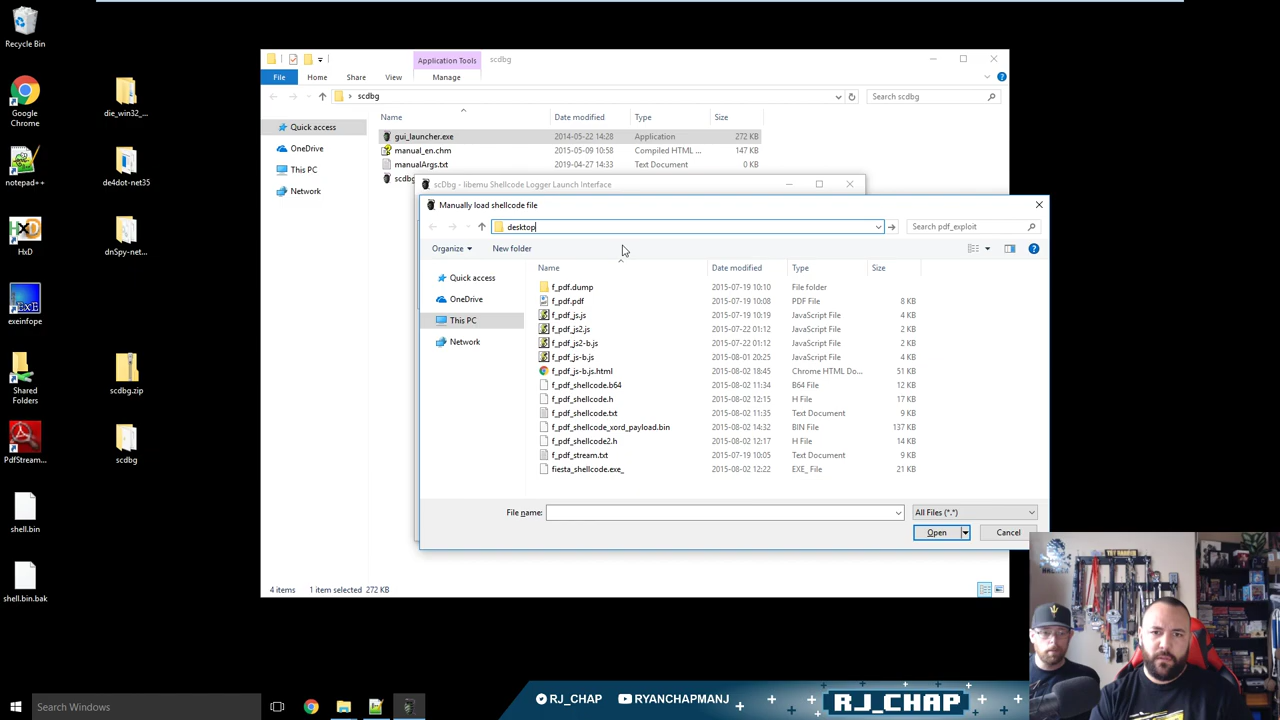 Recycle Bin
Google
Chrome
notepad++
HxD
exeinfope
Shared
Folders
PdfStream...
shell.bin
shell.bin.bak
die_win32_...
de4dot-net35
dnSpy-net...
scdbg.zip
scdbg
Application Tools
scdbg
File
Home
Share
View
Manage
scdbg
Search scdbg
Name
Date modified
Type
Size
Quick access
OneDrive
This PC
Network
gui_launcher.exe 2014-05-22 14:28 Application 272 KB
manual_en.chm 2015-05-09 10:58 Compiled HTML ... 147 KB
manualArgs.txt 2019-04-27 14:33 Text Document 0 KB
scdb
scDbg - libemu Shellcode Logger Launch Interface
Manually load shellcode file
desktop
Search pdf_exploit
Organize
New folder
Name Date modified Type Size
Quick access
OneDrive
This PC
Network
f_pdf.dump 2015-07-19 10:10 File folder
f_pdf.pdf 2015-07-19 10:08 PDF File 8 KB
f_pdf_js.js 2015-07-19 10:19 JavaScript File 4 KB
f_pdf_js2.js 2015-07-22 01:12 JavaScript File 2 KB
f_pdf_js2-b.js 2015-07-22 01:12 JavaScript File 2 KB
f_pdf_js-b.js 2015-08-01 20:25 JavaScript File 4 KB
f_pdf_js-b.js.html 2015-08-02 18:45 Chrome HTML Do... 51 KB
f_pdf_shellcode.b64 2015-08-02 11:34 B64 File 12 KB
f_pdf_shellcode.h 2015-08-02 12:15 H File 17 KB
f_pdf_shellcode.txt 2015-08-02 11:35 Text Document 9 KB
f_pdf_shellcode_xord_payload.bin 2015-08-02 14:32 BIN File 137 KB
f_pdf_shellcode2.h 2015-08-02 12:17 H File 14 KB
f_pdf_stream.txt 2015-07-19 10:05 Text Document 9 KB
fiesta_shellcode.exe_ 2015-08-02 12:22 EXE_ File 21 KB
File name:
All Files (*.*)
Open
Cancel
4 items 1 item selected 272 KB
Search Windows
RJ_CHAP
RYANCHAPMANJ
RJ_CHAP